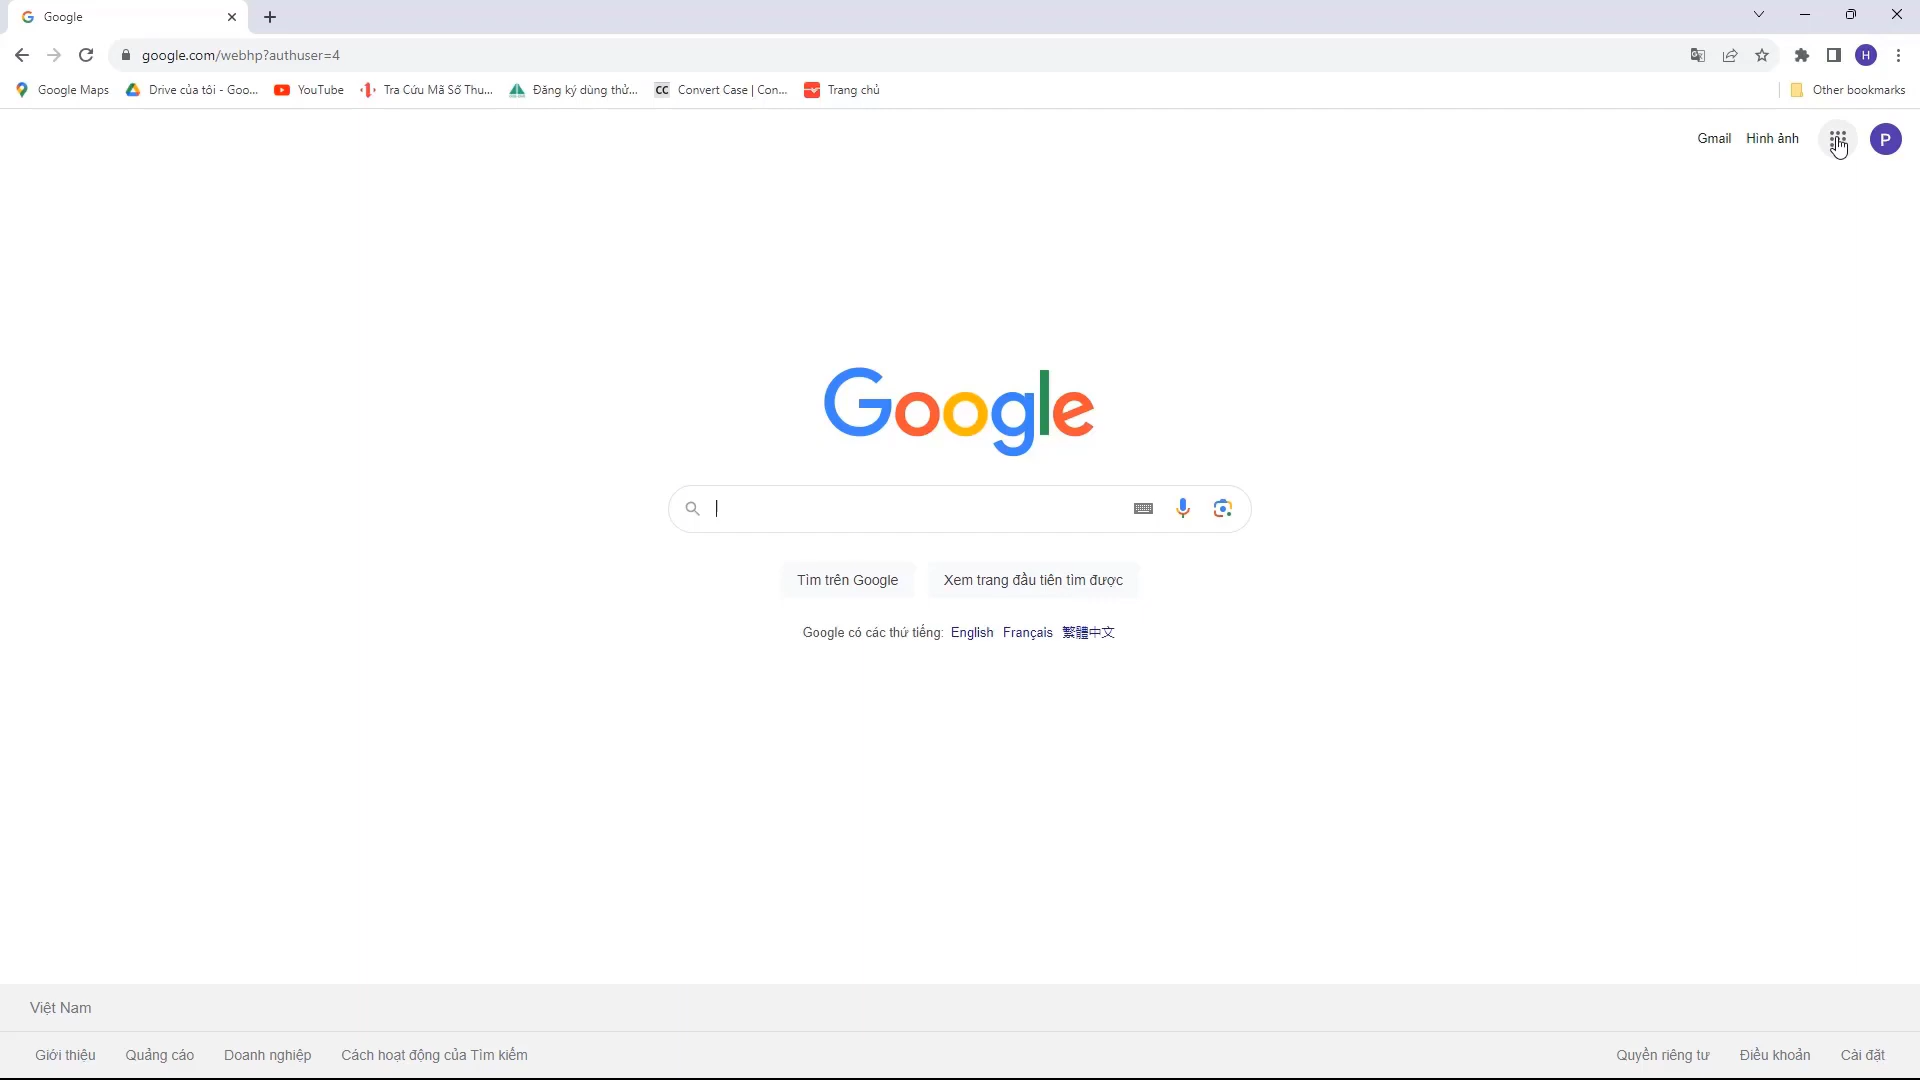 Google
google.com/webhp?authuser=4
H
Google Maps
Drive của tôi - Goo...
YouTube
Tra Cứu Mã Số Thu...
Đăng ký dùng thử...
CC Convert Case | Con...
Trang chủ
Other bookmarks
Gmail
Hình ảnh
P
Google
Tìm trên Google
Xem trang đầu tiên tìm được
Google có các thứ tiếng: English Français 繁體中文
Việt Nam
Giới thiệu
Quảng cáo
Doanh nghiệp
Cách hoạt động của Tìm kiếm
Quyền riêng tư
Điều khoản
Cài đặt